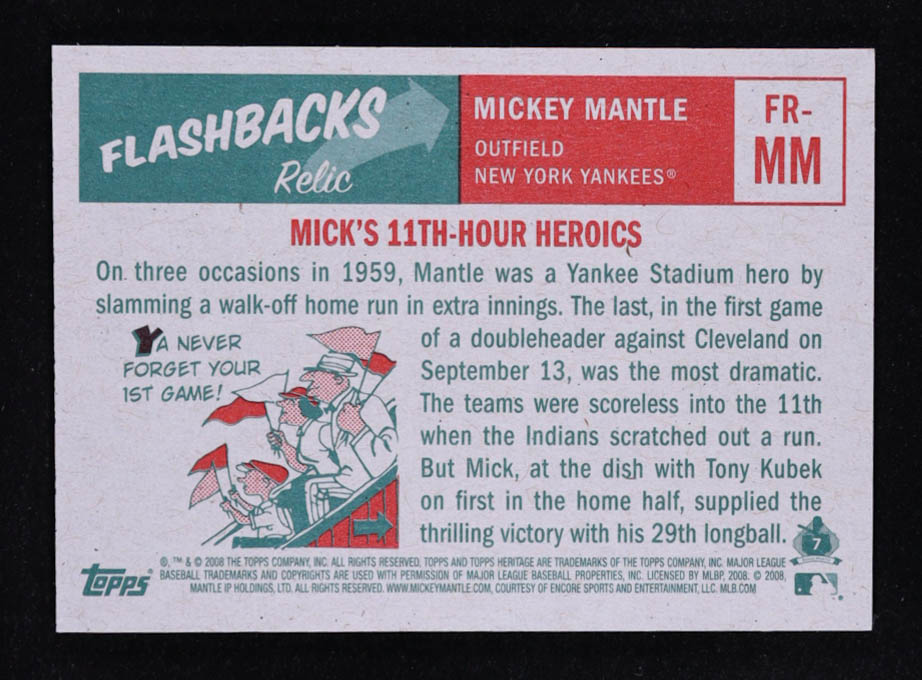 FLASHBACKS
Relic
MICKEY MANTLE
OUTFIELD
NEW YORK YANKEES®
FR-
MM
MICK'S 11TH-HOUR HEROICS
On three occasions in 1959, Mantle was a Yankee Stadium hero by
slamming a walk-off home run in extra innings. The last, in the first game
of a doubleheader against Cleveland on
September 13, was the most dramatic.
The teams were scoreless into the 11th
when the Indians scratched out a run.
But Mick, at the dish with Tony Kubek
on first in the home half, supplied the
thrilling victory with his 29th longball.
YA NEVER
FORGET YOUR
1ST GAME!
7
Topps®
®, ™ & © 2008 THE TOPPS COMPANY, INC. ALL RIGHTS RESERVED. TOPPS AND TOPPS HERITAGE ARE TRADEMARKS OF THE TOPPS COMPANY, INC. MAJOR LEAGUE
BASEBALL TRADEMARKS AND COPYRIGHTS ARE USED WITH PERMISSION OF MAJOR LEAGUE BASEBALL PROPERTIES, INC. LICENSED BY MLBP, 2008. © 2008,
MANTLE IP HOLDINGS, LTD. ALL RIGHTS RESERVED. WWW.MICKEYMANTLE.COM, COURTESY OF ENCORE SPORTS AND ENTERTAINMENT, LLC. MLB.COM